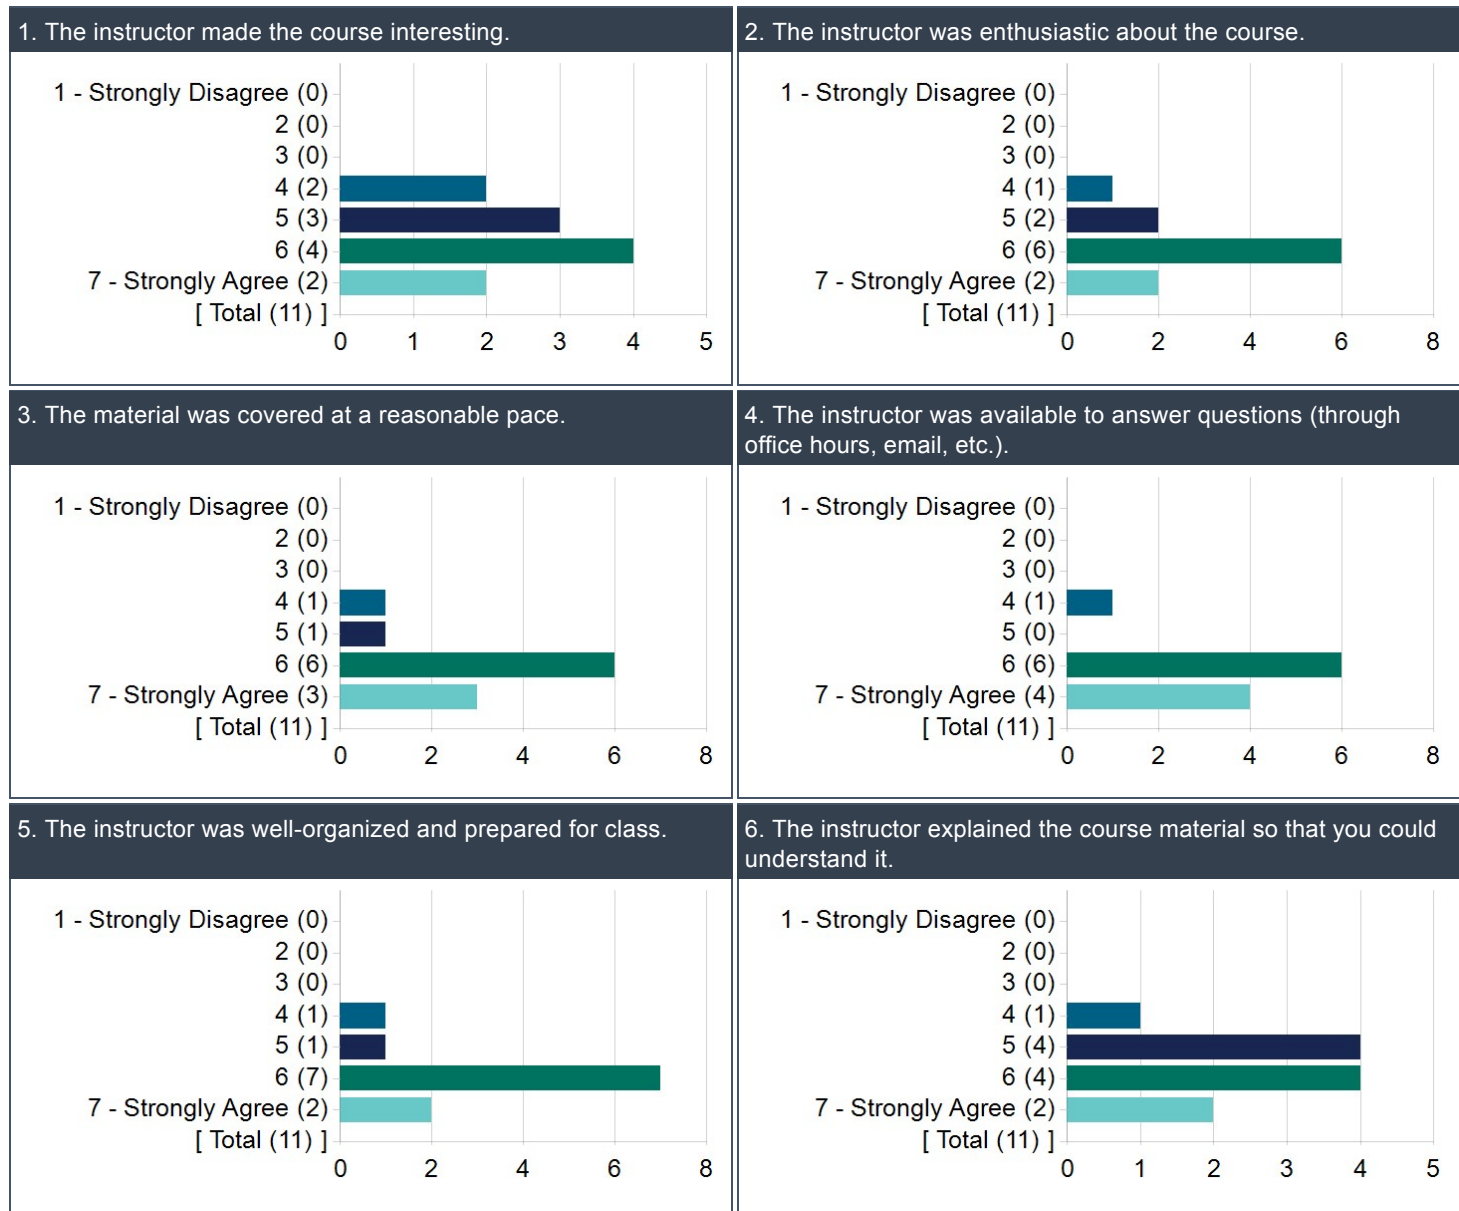 1. The instructor made the course interesting.
1 - Strongly Disagree (0)
2 (0)
3 (0)
4 (2)
5 (3)
6 (4)
7 - Strongly Agree (2)
[ Total (11) ]
0 1 2 3 4 5
2. The instructor was enthusiastic about the course.
1 - Strongly Disagree (0)
2 (0)
3 (0)
4 (1)
5 (2)
6 (6)
7 - Strongly Agree (2)
[ Total (11) ]
0 2 4 6 8
3. The material was covered at a reasonable pace.
1 - Strongly Disagree (0)
2 (0)
3 (0)
4 (1)
5 (1)
6 (6)
7 - Strongly Agree (3)
[ Total (11) ]
0 2 4 6 8
4. The instructor was available to answer questions (through
office hours, email, etc.).
1 - Strongly Disagree (0)
2 (0)
3 (0)
4 (1)
5 (0)
6 (6)
7 - Strongly Agree (4)
[ Total (11) ]
0 2 4 6 8
5. The instructor was well-organized and prepared for class.
1 - Strongly Disagree (0)
2 (0)
3 (0)
4 (1)
5 (1)
6 (7)
7 - Strongly Agree (2)
[ Total (11) ]
0 2 4 6 8
6. The instructor explained the course material so that you could
understand it.
1 - Strongly Disagree (0)
2 (0)
3 (0)
4 (1)
5 (4)
6 (4)
7 - Strongly Agree (2)
[ Total (11) ]
0 1 2 3 4 5